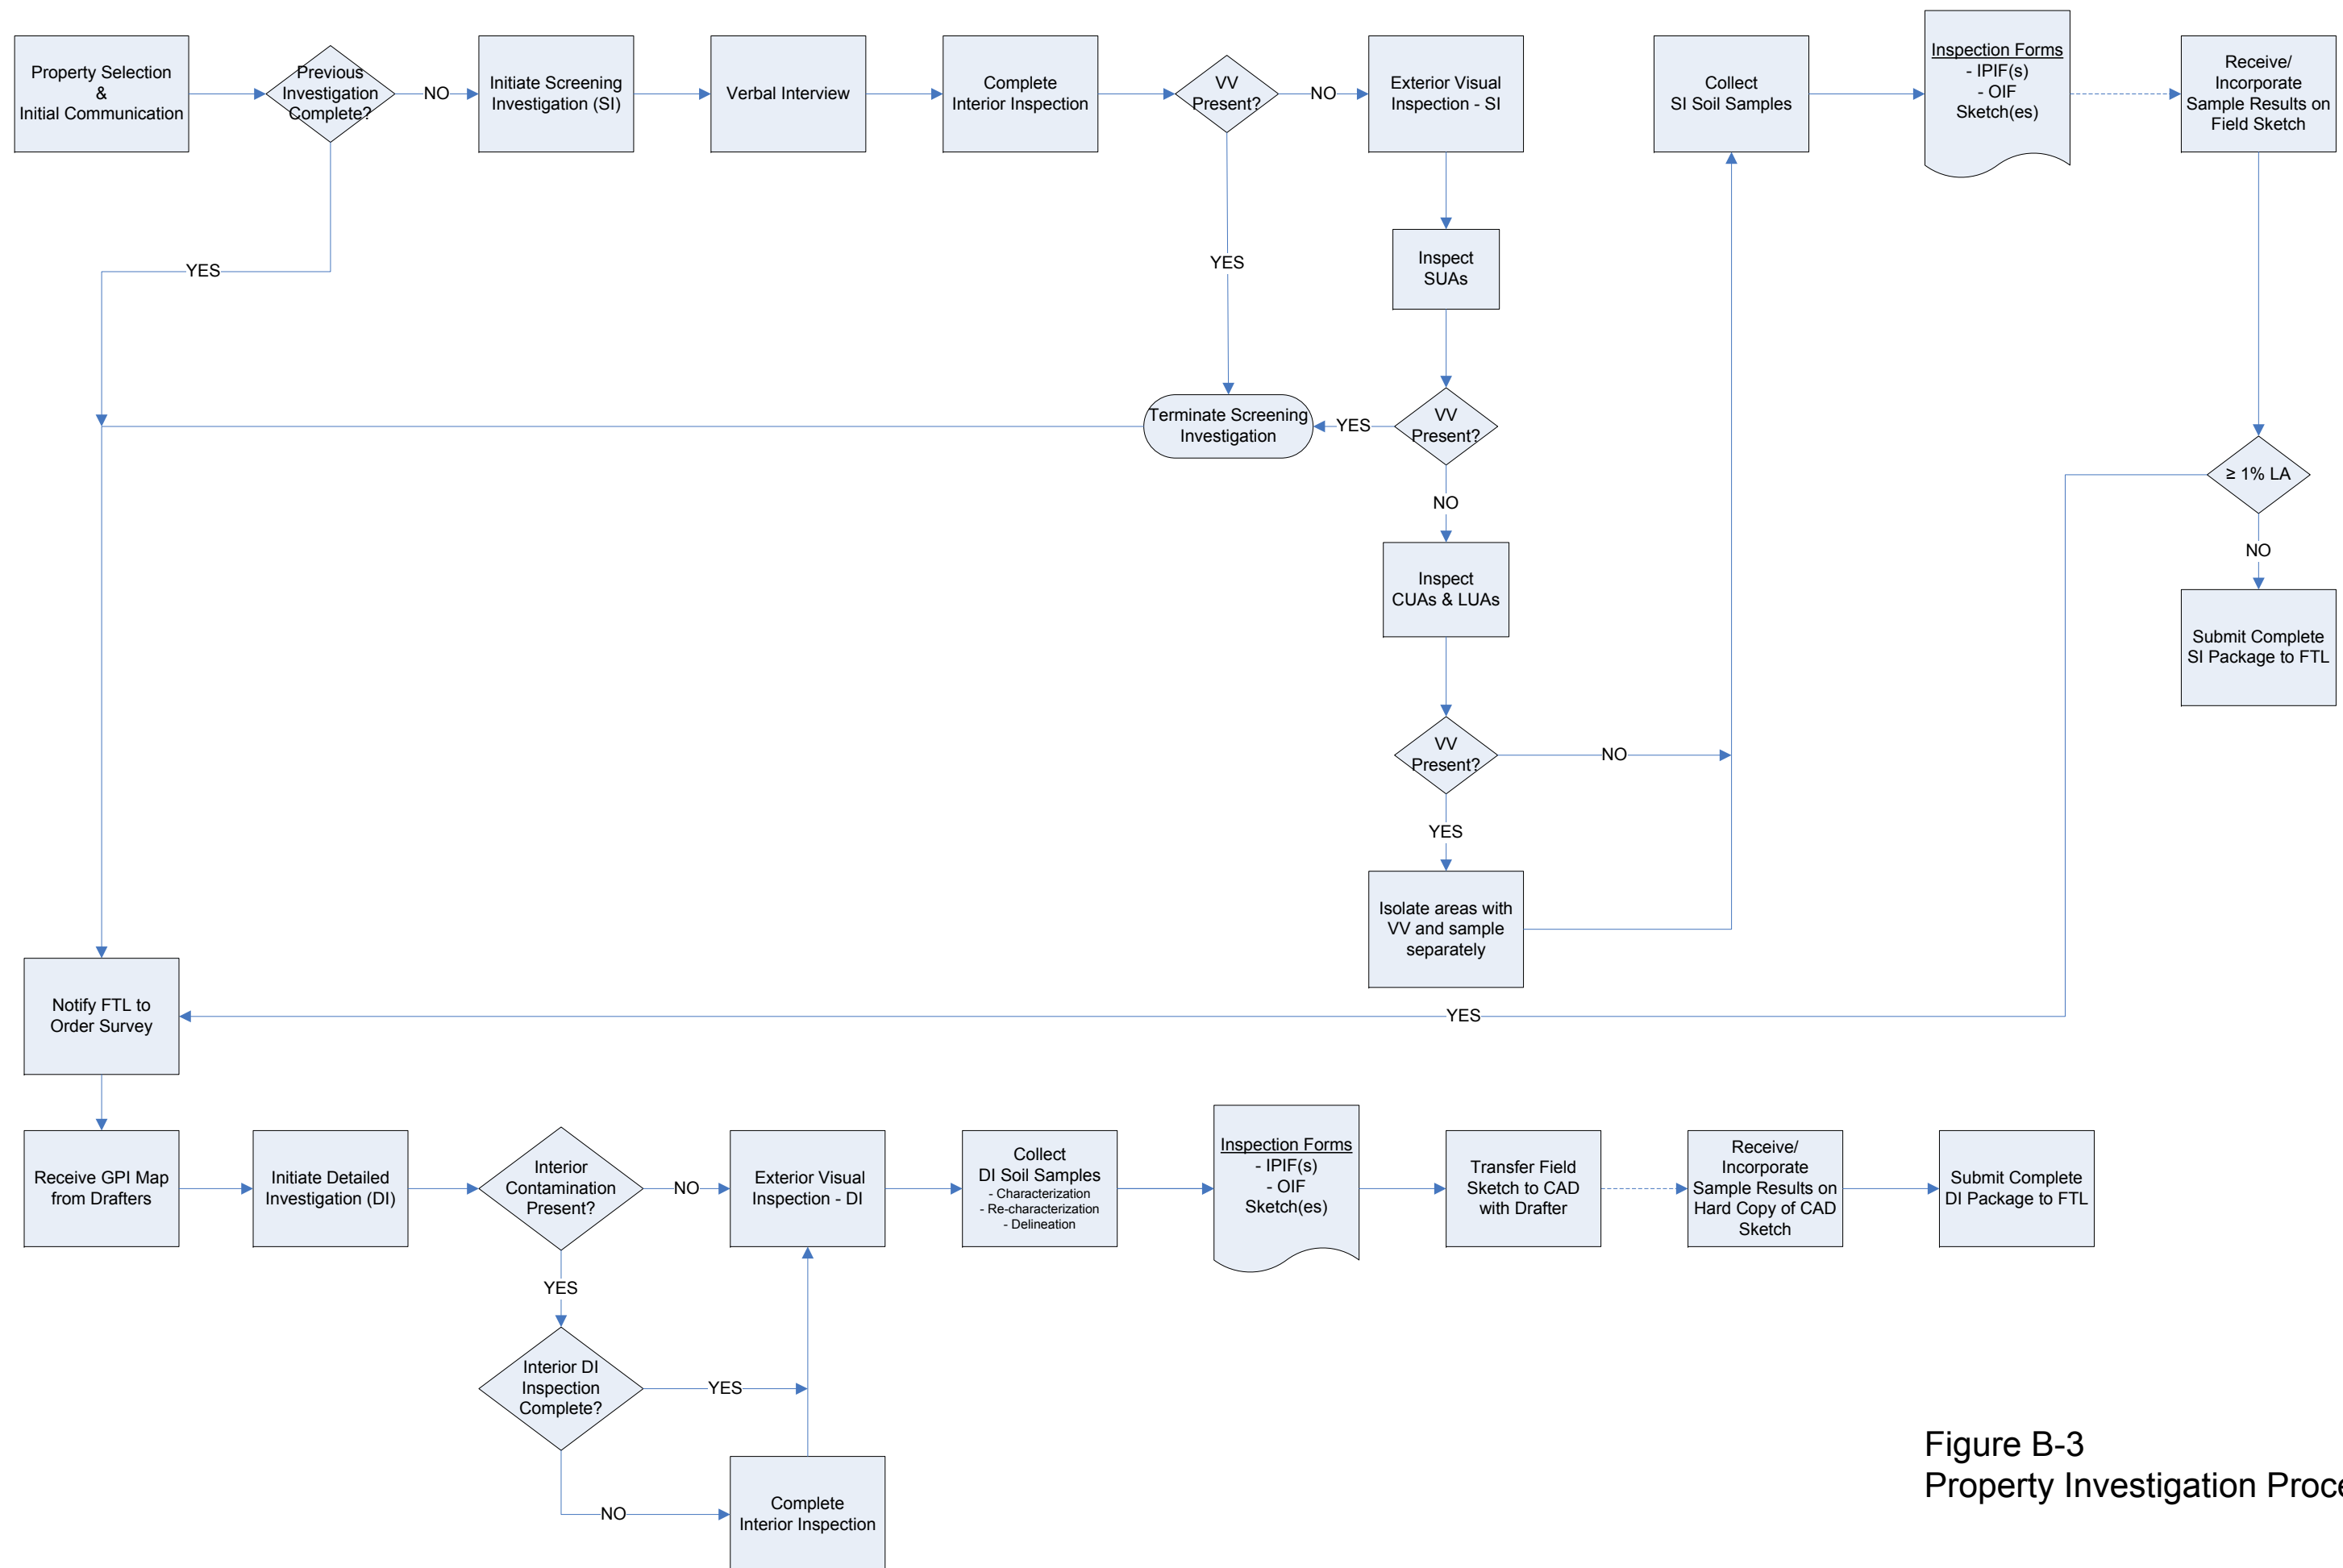 Property Selection
&
Initial Communication
Previous
Investigation
Complete?
NO
Initiate Screening
Investigation (SI)
Verbal Interview
Complete
Interior Inspection
VV
Present?
NO
Exterior Visual
Inspection - SI
Collect
SI Soil Samples
Inspection Forms
- IPIF(s)
- OIF
Sketch(es)
Receive/
Incorporate
Sample Results on
Field Sketch
YES
YES
Inspect
SUAs
Terminate Screening
Investigation
YES
VV
Present?
NO
≥ 1% LA
NO
Inspect
CUAs & LUAs
Submit Complete
SI Package to FTL
VV
Present?
NO
YES
Isolate areas with
VV and sample
separately
Notify FTL to
Order Survey
YES
Receive GPI Map
from Drafters
Initiate Detailed
Investigation (DI)
Interior
Contamination
Present?
NO
Exterior Visual
Inspection - DI
Collect
DI Soil Samples
- Characterization
- Re-characterization
- Delineation
Inspection Forms
- IPIF(s)
- OIF
Sketch(es)
Transfer Field
Sketch to CAD
with Drafter
Receive/
Incorporate
Sample Results on
Hard Copy of CAD
Sketch
Submit Complete
DI Package to FTL
YES
Interior DI
Inspection
Complete?
YES
NO
Complete
Interior Inspection
Figure B-3
Property Investigation